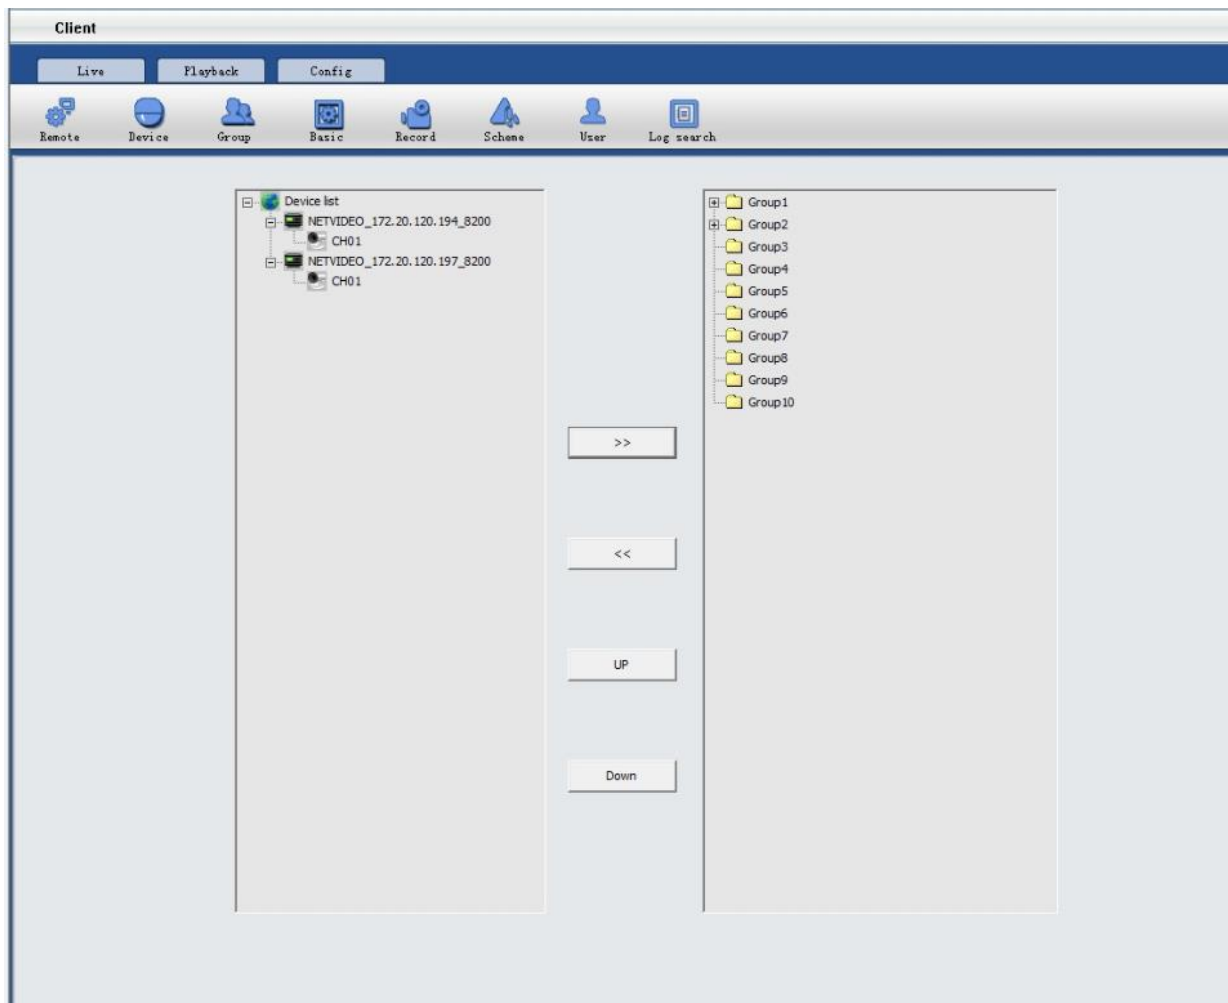 Client
Live Playback Config
Remote Device Group Basic Record Scheme User Log search
Device list
NETVIDEO_172.20.120.194_8200
CH01
NETVIDEO_172.20.120.197_8200
CH01
>>
<<
UP
Down
Group1
Group2
Group3
Group4
Group5
Group6
Group7
Group8
Group9
Group10